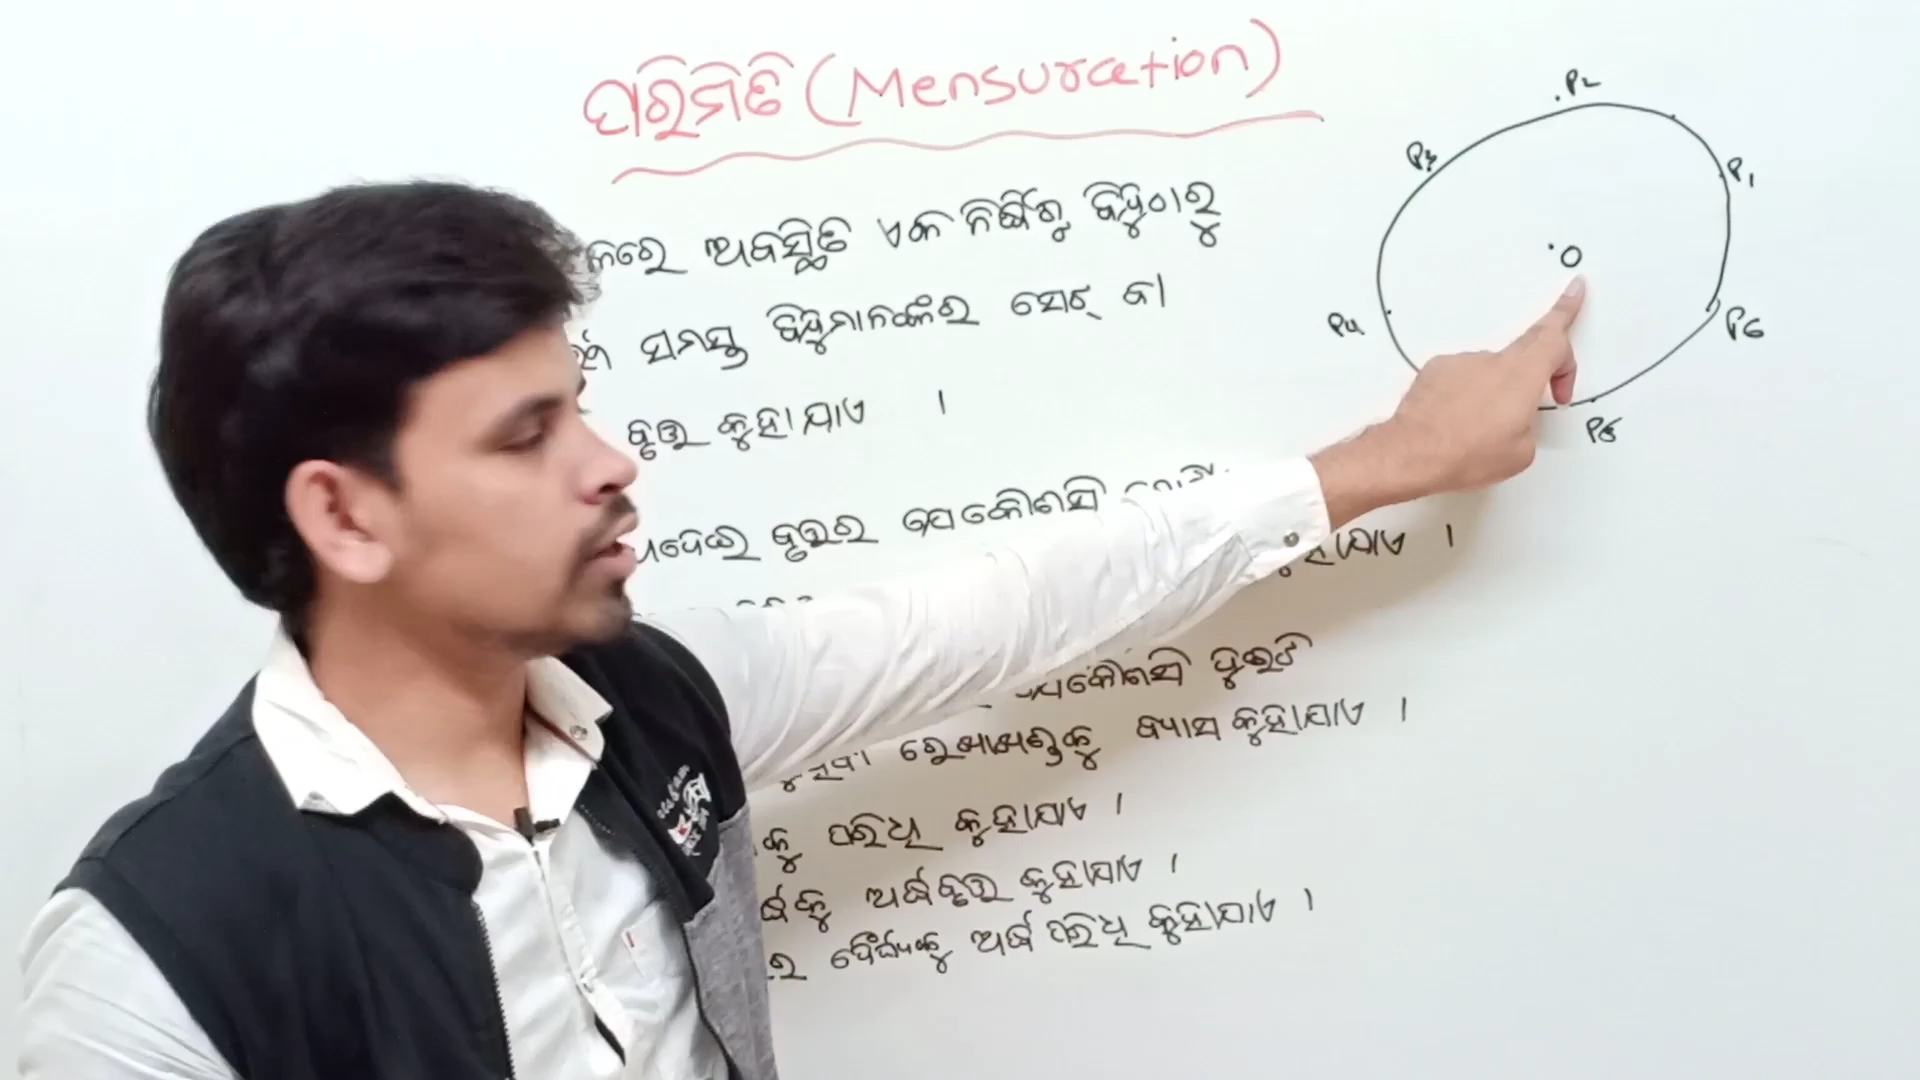 ପରିମିତି (Mensuration)
ଅବସ୍ଥିତ ଏକ ନିର୍ଦ୍ଦିଷ୍ଟ ବିନ୍ଦୁଠାରୁ
ସମସ୍ତ ବିନ୍ଦୁମାନଙ୍କର ସେଟ୍ ବା
ବୃତ୍ତ କୁହାଯାଏ ।
ବୃତ୍ତର ଯେକୌଣସି
କୁହାଯାଏ ।
ଯେକୌଣସି ଦୁଇଟି
ରେଖାଖଣ୍ଡକୁ ବ୍ୟାସ କୁହାଯାଏ ।
ପରିଧି କୁହାଯାଏ ।
ଅର୍ଦ୍ଧବୃତ୍ତ କୁହାଯାଏ ।
ଦୈର୍ଘ୍ୟକୁ ଅର୍ଦ୍ଧ ପରିଧି କୁହାଯାଏ ।
P2
P3
P1
O
P4
P6
P5